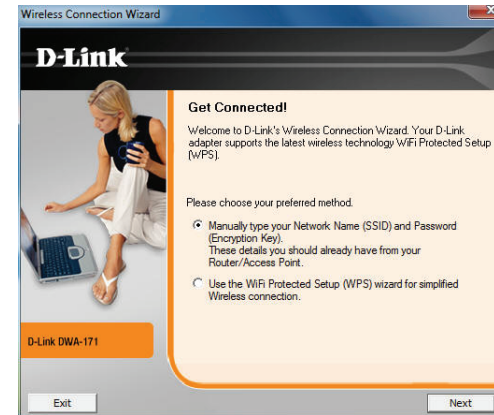 Wireless Connection Wizard
D-Link
Get Connected!
Welcome to D-Link's Wireless Connection Wizard. Your D-Link
adapter supports the latest wireless technology WiFi Protected Setup
(WPS).
Please choose your preferred method.
Manually type your Network Name (SSID) and Password
(Encryption Key).
These details you should already have from your
Router/Access Point.
Use the WiFi Protected Setup (WPS) wizard for simplified
Wireless connection.
D-Link DWA-171
Exit
Next